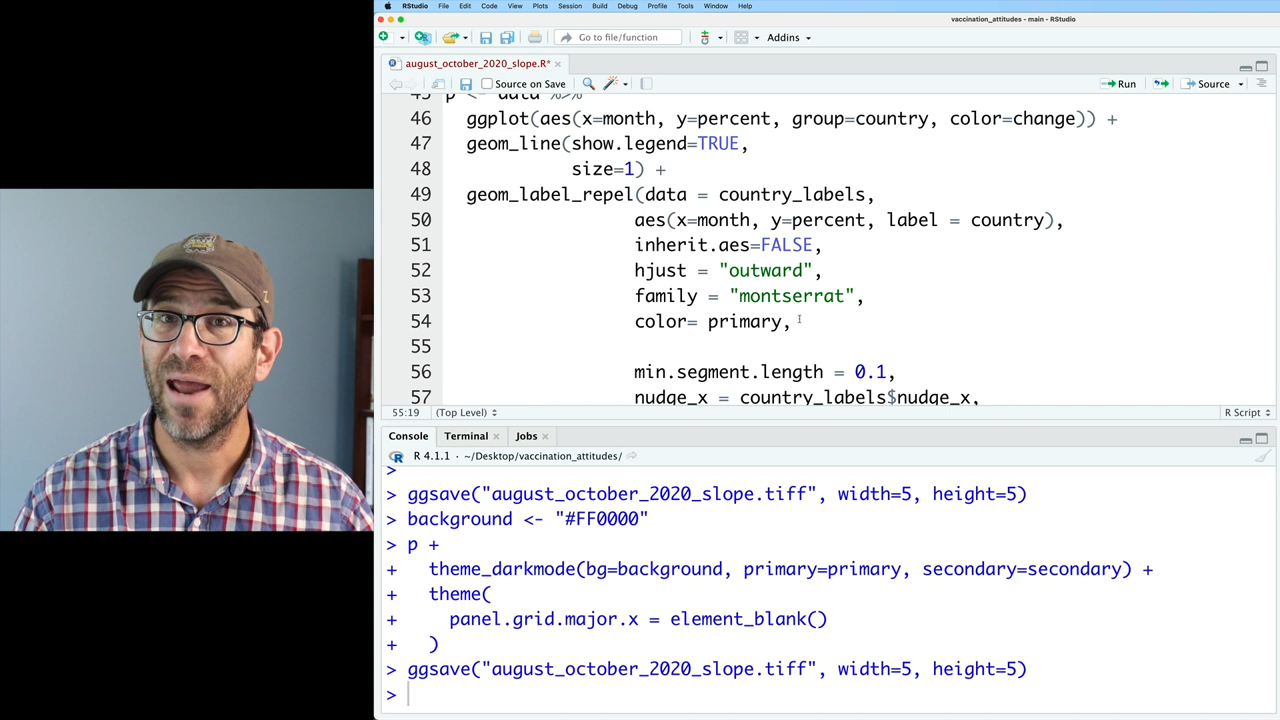 RStudio File Edit Code View Plots Session Build Debug Profile Tools Window Help
vaccination_attitudes - main - RStudio
Go to file/function
Addins
august_october_2020_slope.R*
Source on Save
Run
Source
45 p <- data %>%
46 ggplot(aes(x=month, y=percent, group=country, color=change)) +
47 geom_line(show.legend=TRUE,
48 size=1) +
49 geom_label_repel(data = country_labels,
50 aes(x=month, y=percent, label = country),
51 inherit.aes=FALSE,
52 hjust = "outward",
53 family = "montserrat",
54 color= primary,
55
56 min.segment.length = 0.1,
57 nudge_x = country_labels$nudge_x,
55:19 (Top Level) R Script
Console Terminal Jobs
R 4.1.1 · ~/Desktop/vaccination_attitudes/
>
> ggsave("august_october_2020_slope.tiff", width=5, height=5)
> background <- "#FF0000"
> p +
+ theme_darkmode(bg=background, primary=primary, secondary=secondary) +
+ theme(
+ panel.grid.major.x = element_blank()
+ )
> ggsave("august_october_2020_slope.tiff", width=5, height=5)
>